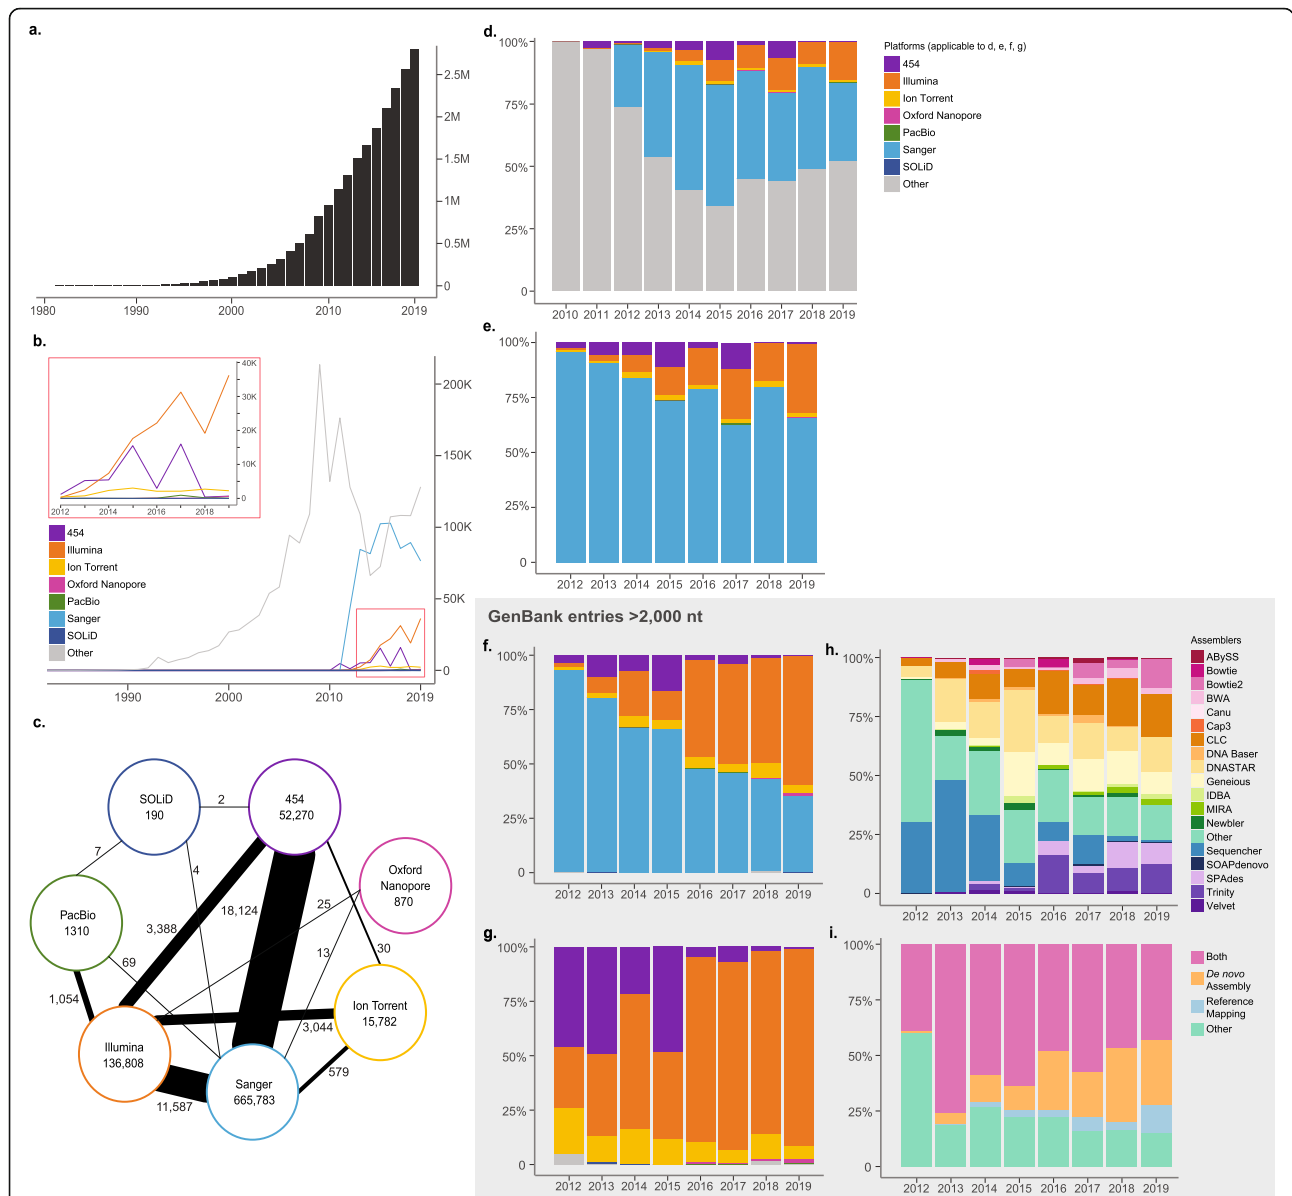 a.
2.5M
2M
1.5M
1M
0.5M
0
1980 1990 2000 2010 2019
b.
40K
30K
20K
10K
0
2012 2014 2016 2018
200K
150K
100K
50K
0
454
Illumina
Ion Torrent
Oxford Nanopore
PacBio
Sanger
SOLiD
Other
1990 2000 2010 2019
c.
SOLiD
190
2
454
52,270
7
4
Oxford
Nanopore
870
PacBio
1310
18,124
25
3,388
13
30
69
1,054
Ion Torrent
15,782
3,044
Illumina
136,808
579
Sanger
665,783
11,587
d.
100%
75%
50%
25%
0
2010 2011 2012 2013 2014 2015 2016 2017 2018 2019
Platforms (applicable to d, e, f, g)
454
Illumina
Ion Torrent
Oxford Nanopore
PacBio
Sanger
SOLiD
Other
e.
100%
75%
50%
25%
0
2012 2013 2014 2015 2016 2017 2018 2019
GenBank entries >2,000 nt
f.
100%
75%
50%
25%
0
2012 2013 2014 2015 2016 2017 2018 2019
g.
100%
75%
50%
25%
0
2012 2013 2014 2015 2016 2017 2018 2019
h.
100%
75%
50%
25%
0
2012 2013 2014 2015 2016 2017 2018 2019
Assemblers
ABySS
Bowtie
Bowtie2
BWA
Canu
Cap3
CLC
DNA Baser
DNASTAR
Geneious
IDBA
MIRA
Newbler
Other
Sequencher
SOAPdenovo
SPAdes
Trinity
Velvet
i.
100%
75%
50%
25%
0
2012 2013 2014 2015 2016 2017 2018 2019
Both
De novo
Assembly
Reference
Mapping
Other